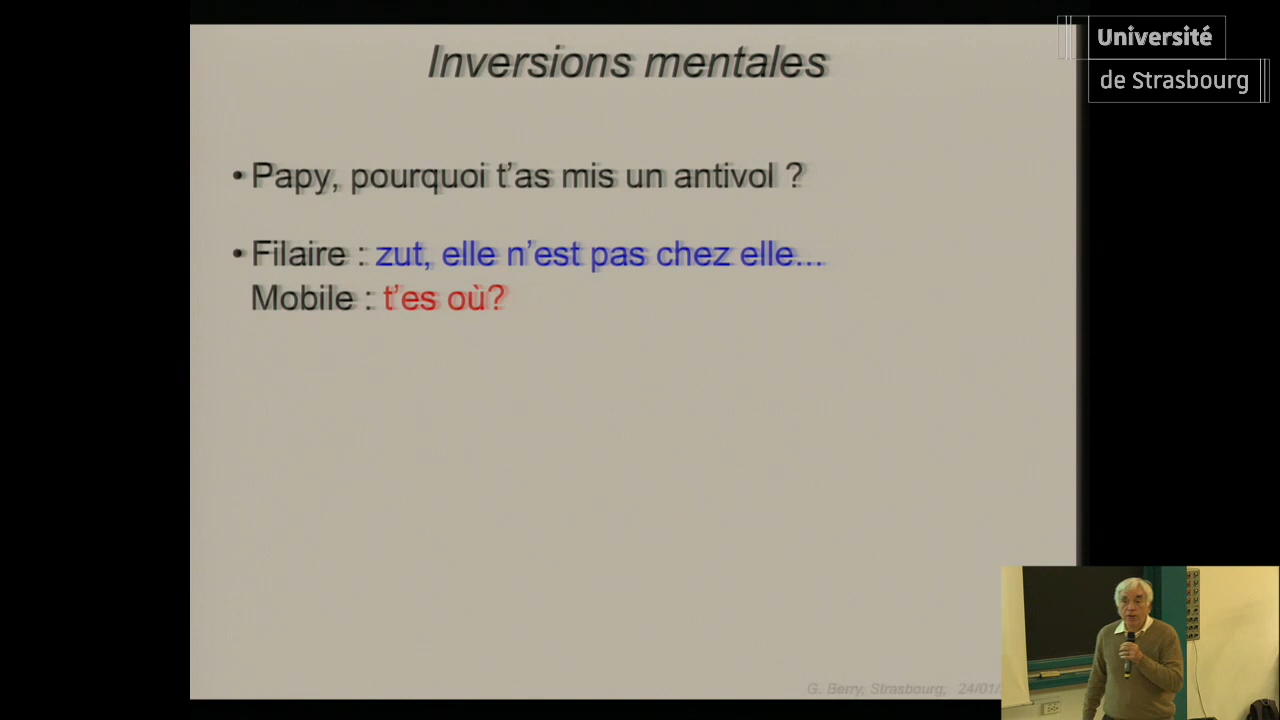 Université
de Strasbourg
Inversions mentales
• Papy, pourquoi t'as mis un antivol ?
• Filaire : zut, elle n'est pas chez elle...
Mobile : t'es où?
G. Berry, Strasbourg, 24/01/